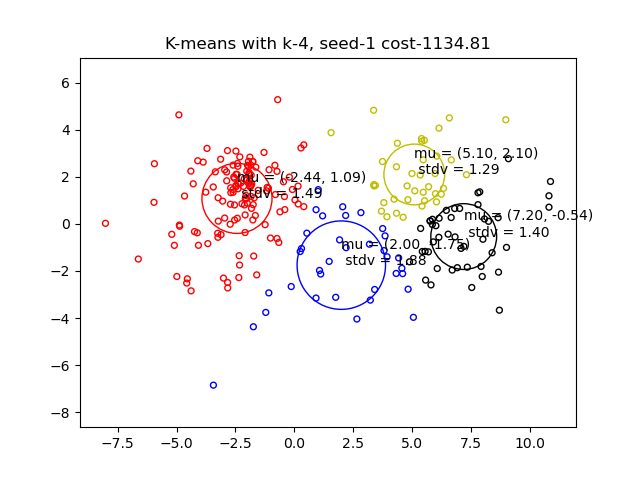 K-means with k-4, seed-1 cost-1134.81
6
4
2
0
−2
−4
−6
−8
mu = (5.10, 2.10)
stdv = 1.29
mu = (-2.44, 1.09)
stdv = 1.49
mu = (7.20, -0.54)
stdv = 1.40
mu = (2.00, -1.75)
stdv = 1.88
−7.5 −5.0 −2.5 0.0 2.5 5.0 7.5 10.0